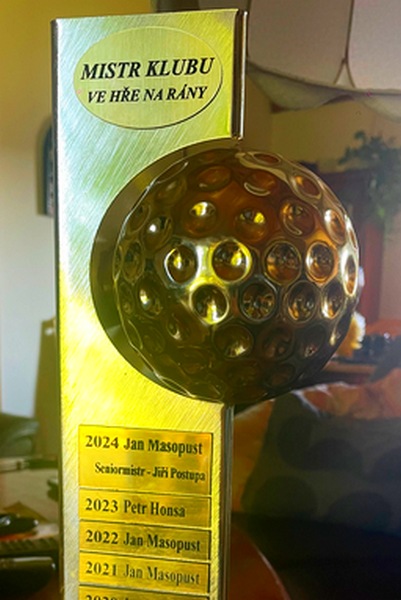 MISTR KLUBU
VE HŘE NA RÁNY
2024 Jan Masopust
Seniormistr - Jiří Postupa
2023 Petr Honsa
2022 Jan Masopust
2021 Jan Masopust